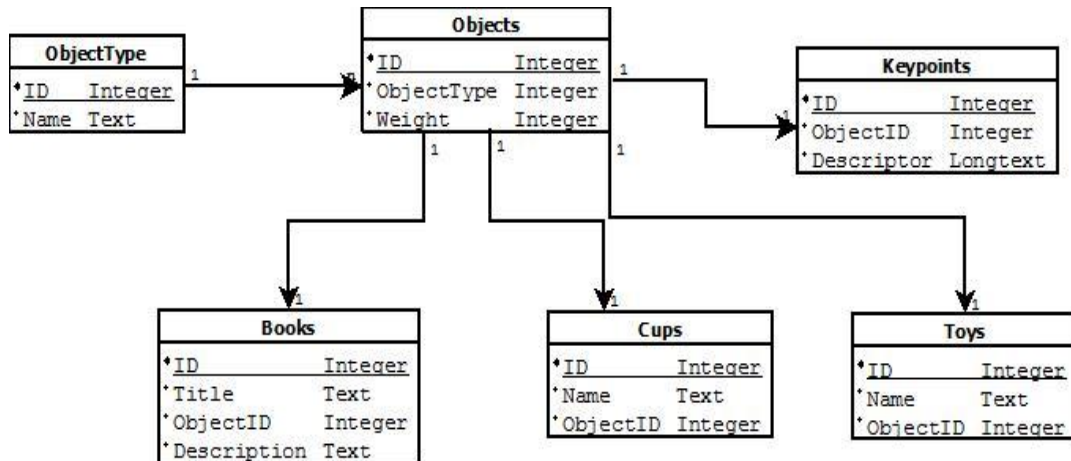 ObjectType
ID Integer
Name Text
1
n
Objects
ID Integer
ObjectType Integer
Weight Integer
1
1
Keypoints
ID Integer
ObjectID Integer
Descriptor Longtext
1
1
1
1
Books
ID Integer
Title Text
ObjectID Integer
Description Text
1
Cups
ID Integer
Name Text
ObjectID Integer
1
Toys
ID Integer
Name Text
ObjectID Integer